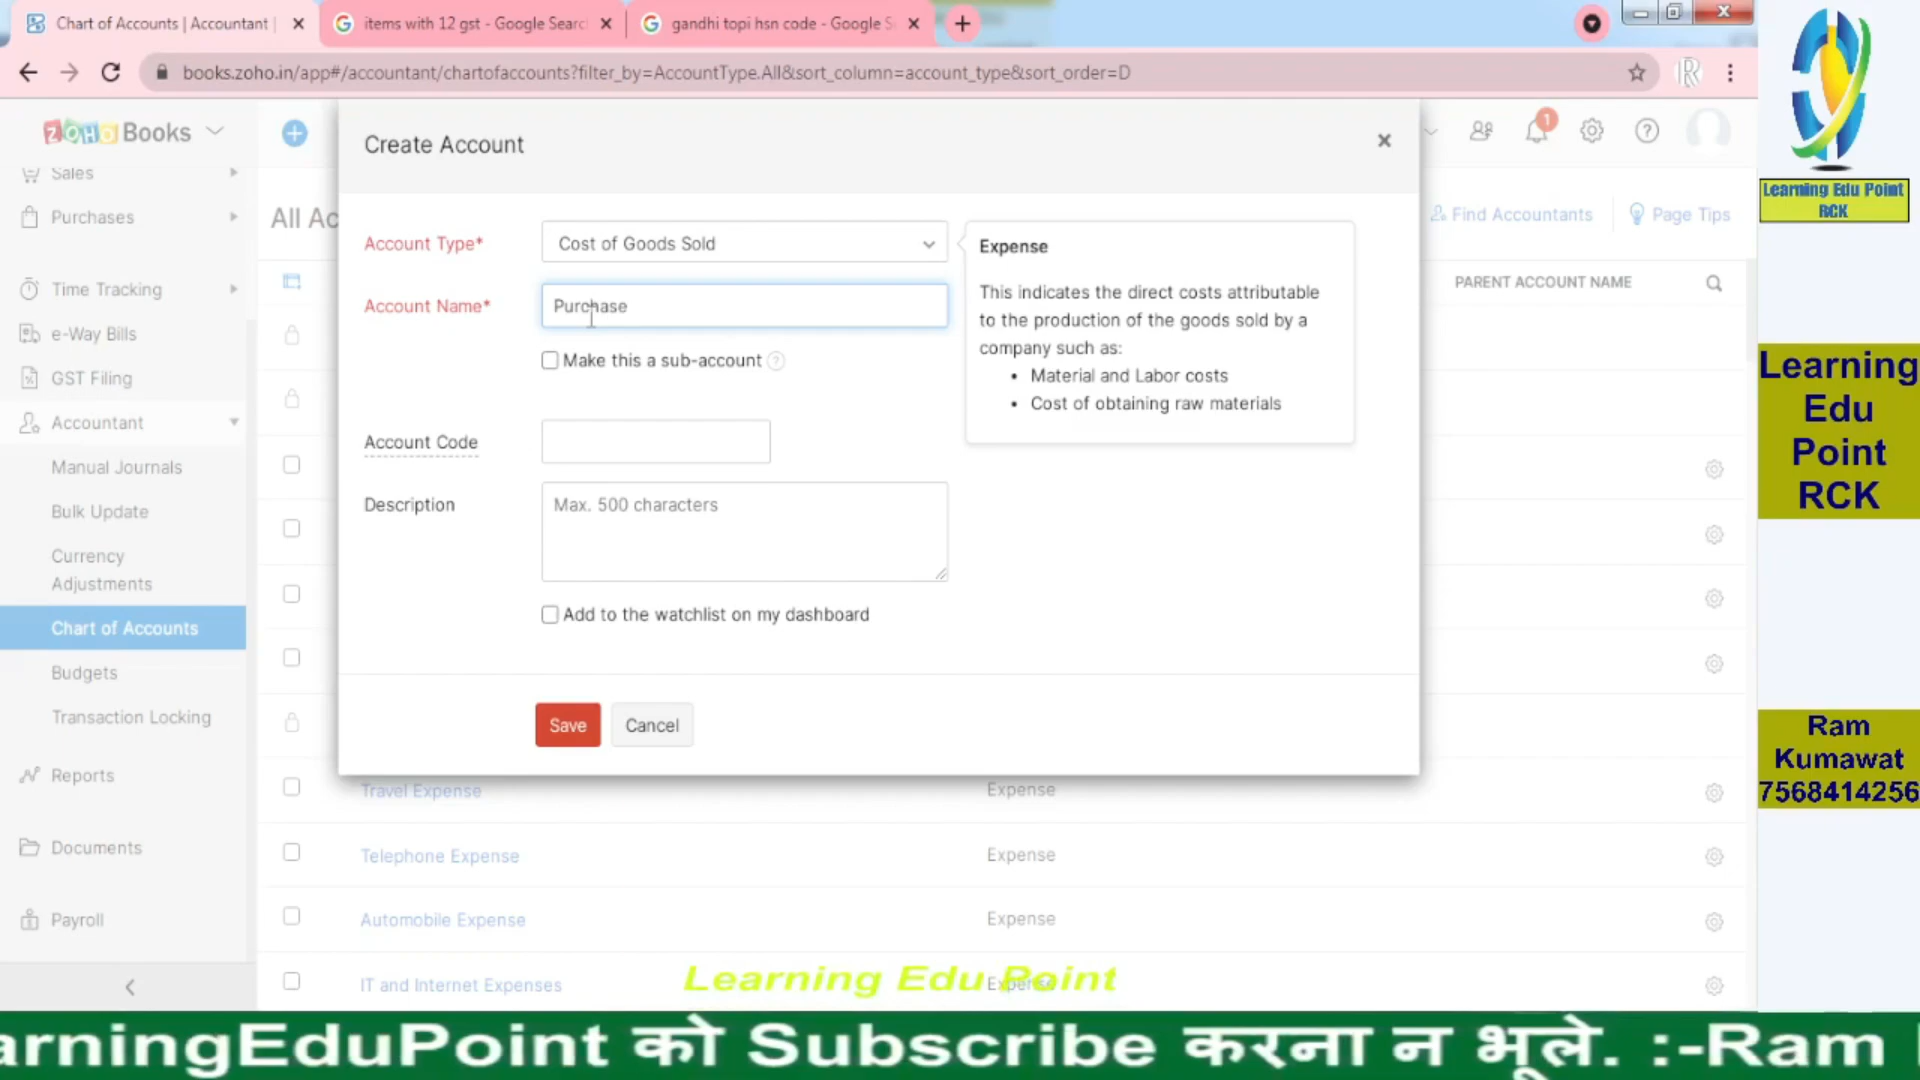 Chart of Accounts | Accountant |
items with 12 gst - Google Searc
gandhi topi hsn code - Google S
books.zoho.in/app#/accountant/chartofaccounts?filter_by=AccountType.All&sort_column=account_type&sort_order=D
ZOHO Books
Create Account
1
Learning Edu Point
RCK
Sales
Purchases
Time Tracking
e-Way Bills
GST Filing
Accountant
Manual Journals
Bulk Update
Currency
Adjustments
Chart of Accounts
Budgets
Transaction Locking
Reports
Documents
Payroll
All Ac
Find Accountants
Page Tips
PARENT ACCOUNT NAME
Account Type*
Cost of Goods Sold
Account Name*
Purchase
Make this a sub-account ?
Account Code
Description
Max. 500 characters
Add to the watchlist on my dashboard
Save
Cancel
Expense
This indicates the direct costs attributable
to the production of the goods sold by a
company such as:
• Material and Labor costs
• Cost of obtaining raw materials
Travel Expense
Expense
Telephone Expense
Expense
Automobile Expense
Expense
IT and Internet Expenses
Expense
Learning
Edu
Point
RCK
Ram
Kumawat
7568414256
Learning Edu Point
arningEduPoint को Subscribe करना न भूले. :-Ram